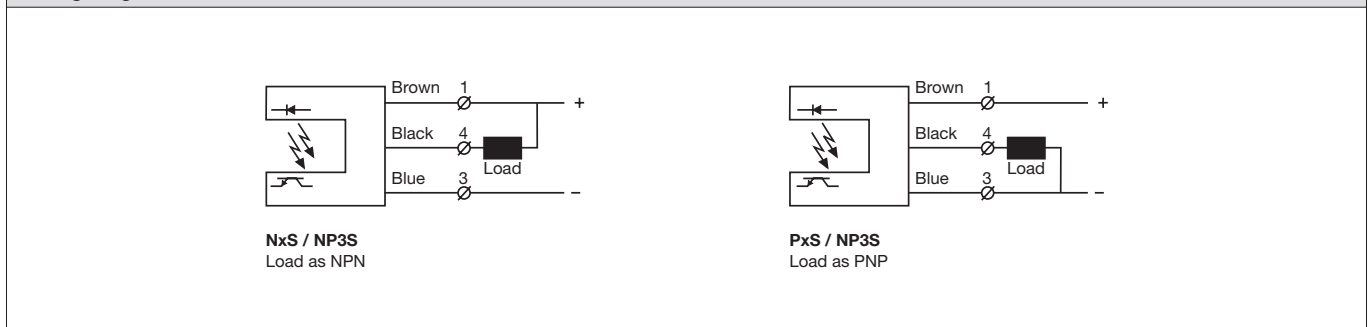 Brown 1
+
Black 4
Load
Blue 3
–
NxS / NP3S
Load as NPN
Brown 1
+
Black 4
Load
Blue 3
–
PxS / NP3S
Load as PNP